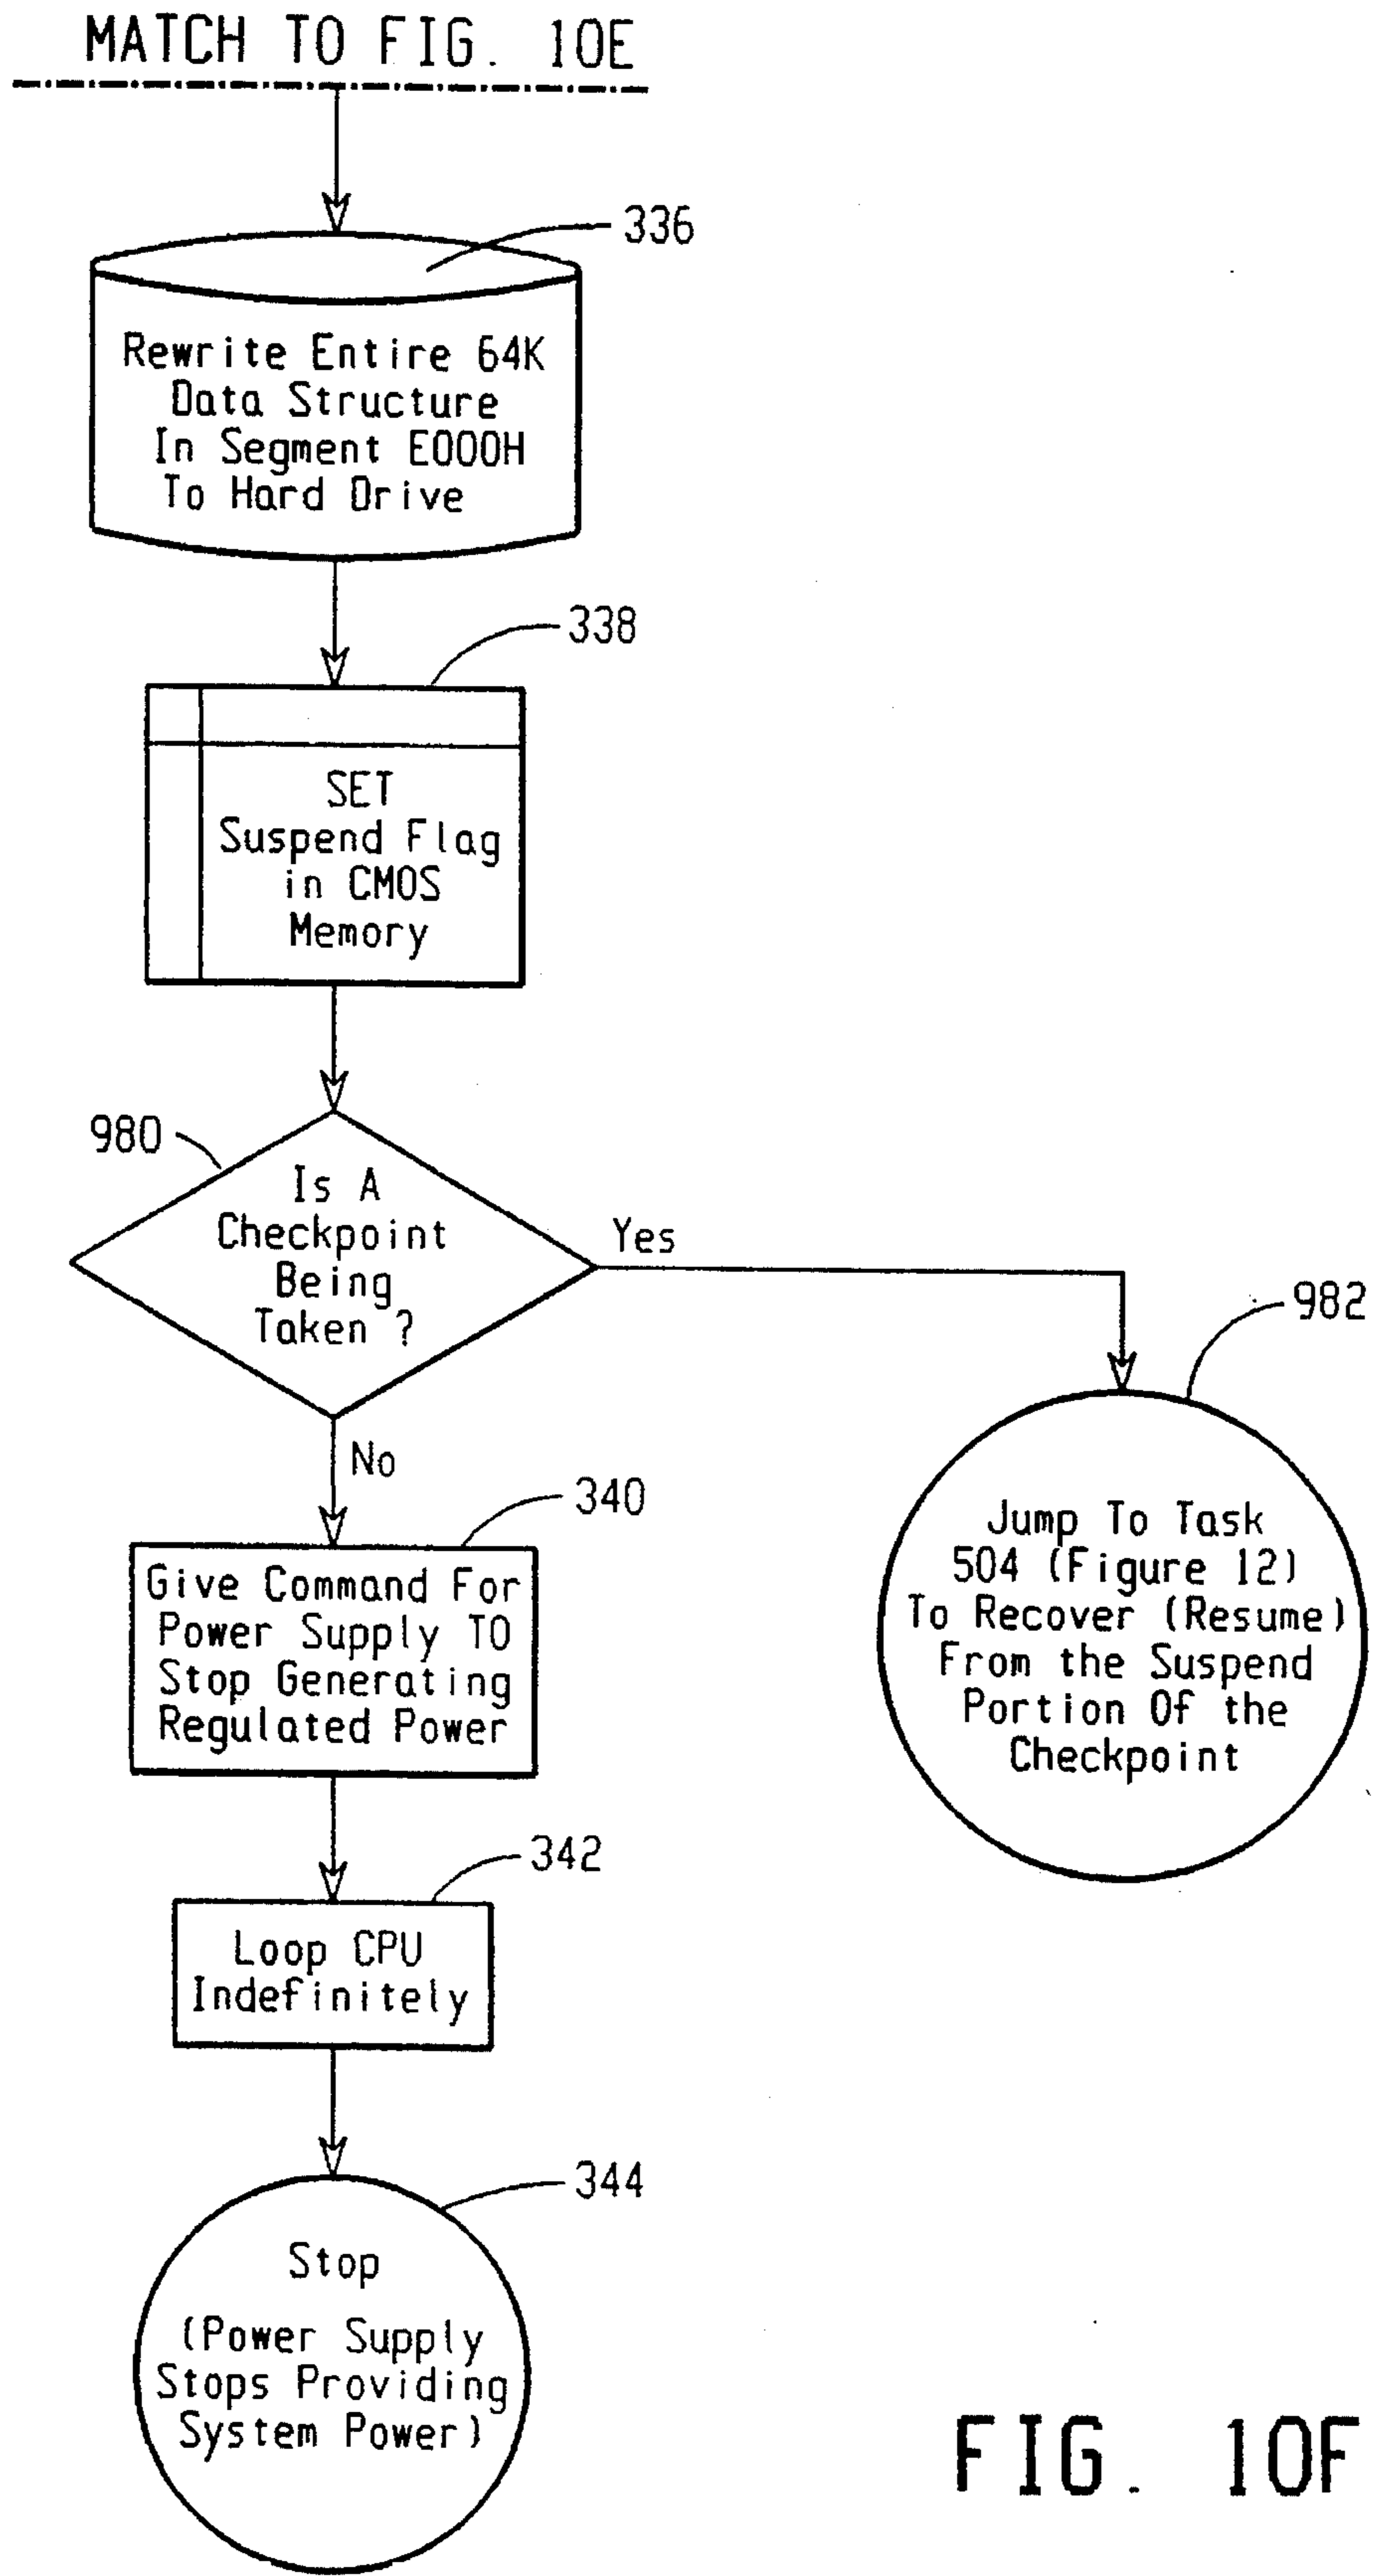 MATCH TO FIG. 10E
336
Rewrite Entire 64K
Data Structure
In Segment E000H
To Hard Drive
338
SET
Suspend Flag
in CMOS
Memory
980
Is A
Checkpoint
Being
Taken ?
Yes
982
No
340
Give Command For
Power Supply TO
Stop Generating
Regulated Power
Jump To Task
504 (Figure 12)
To Recover (Resume)
From the Suspend
Portion Of the
Checkpoint
342
Loop CPU
Indefinitely
344
Stop
(Power Supply
Stops Providing
System Power)
FIG. 10F